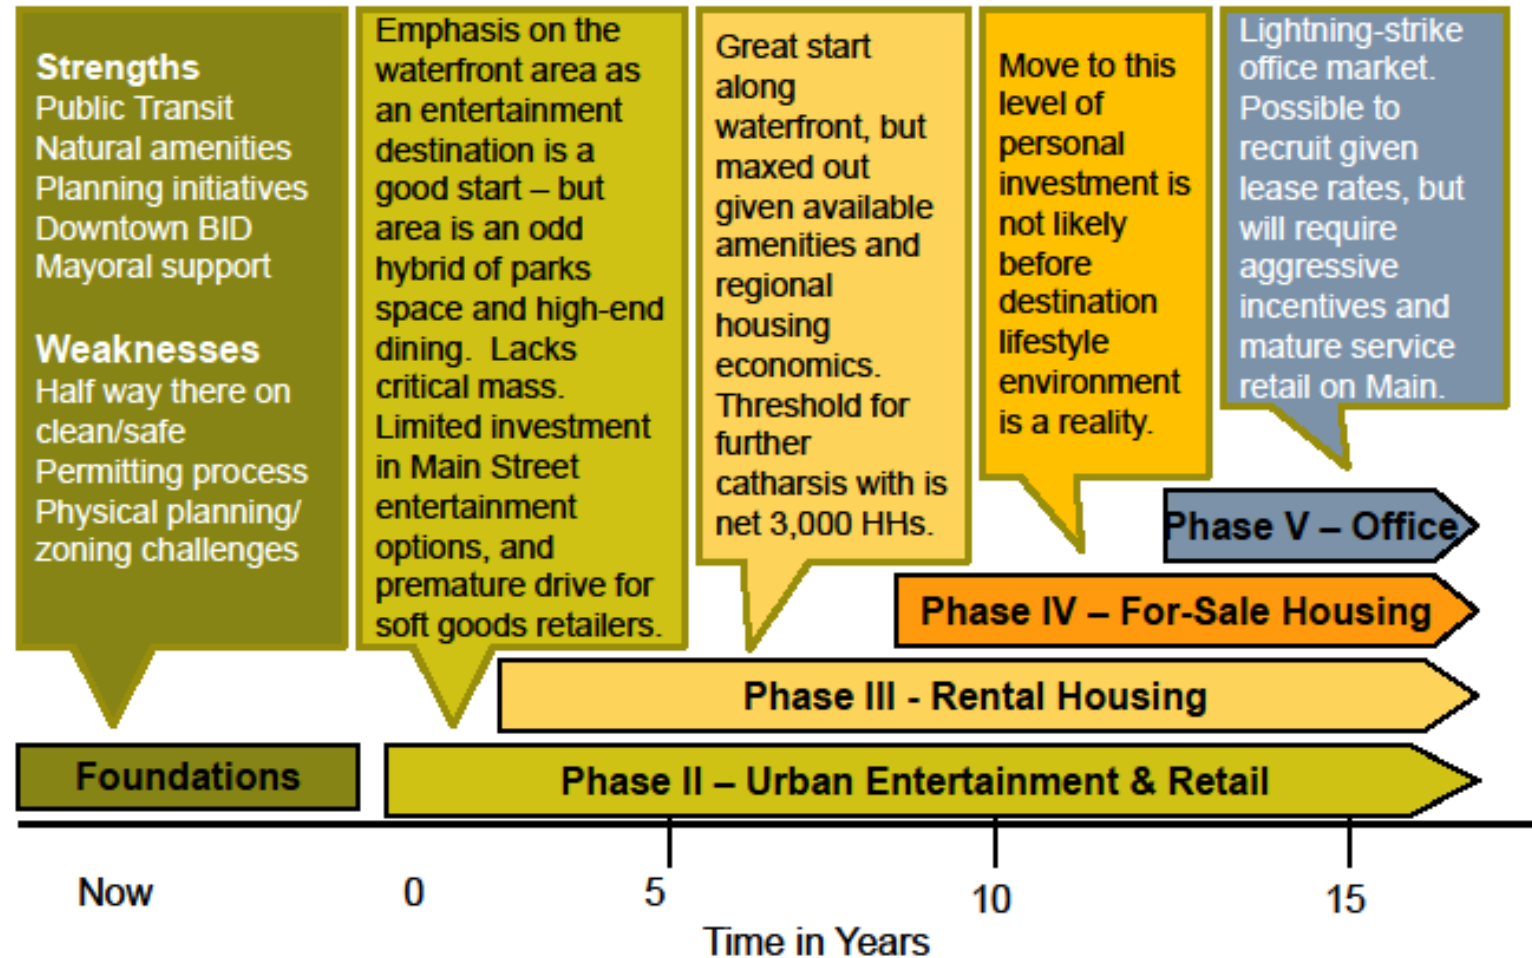 Strengths
Public Transit
Natural amenities
Planning initiatives
Downtown BID
Mayoral support
Weaknesses
Half way there on
clean/safe
Permitting process
Physical planning/
zoning challenges
Emphasis on the
waterfront area as
an entertainment
destination is a
good start – but
area is an odd
hybrid of parks
space and high-end
dining.  Lacks
critical mass.
Limited investment
in Main Street
entertainment
options, and
premature drive for
soft goods retailers.
Great start
along
waterfront, but
maxed out
given available
amenities and
regional
housing
economics.
Threshold for
further
catharsis with is
net 3,000 HHs.
Move to this
level of
personal
investment is
not likely
before
destination
lifestyle
environment
is a reality.
Lightning-strike
office market.
Possible to
recruit given
lease rates, but
will require
aggressive
incentives and
mature service
retail on Main.
Phase V – Office
Phase IV – For-Sale Housing
Phase III - Rental Housing
Foundations
Phase II – Urban Entertainment & Retail
Now 0 5 10 15
Time in Years